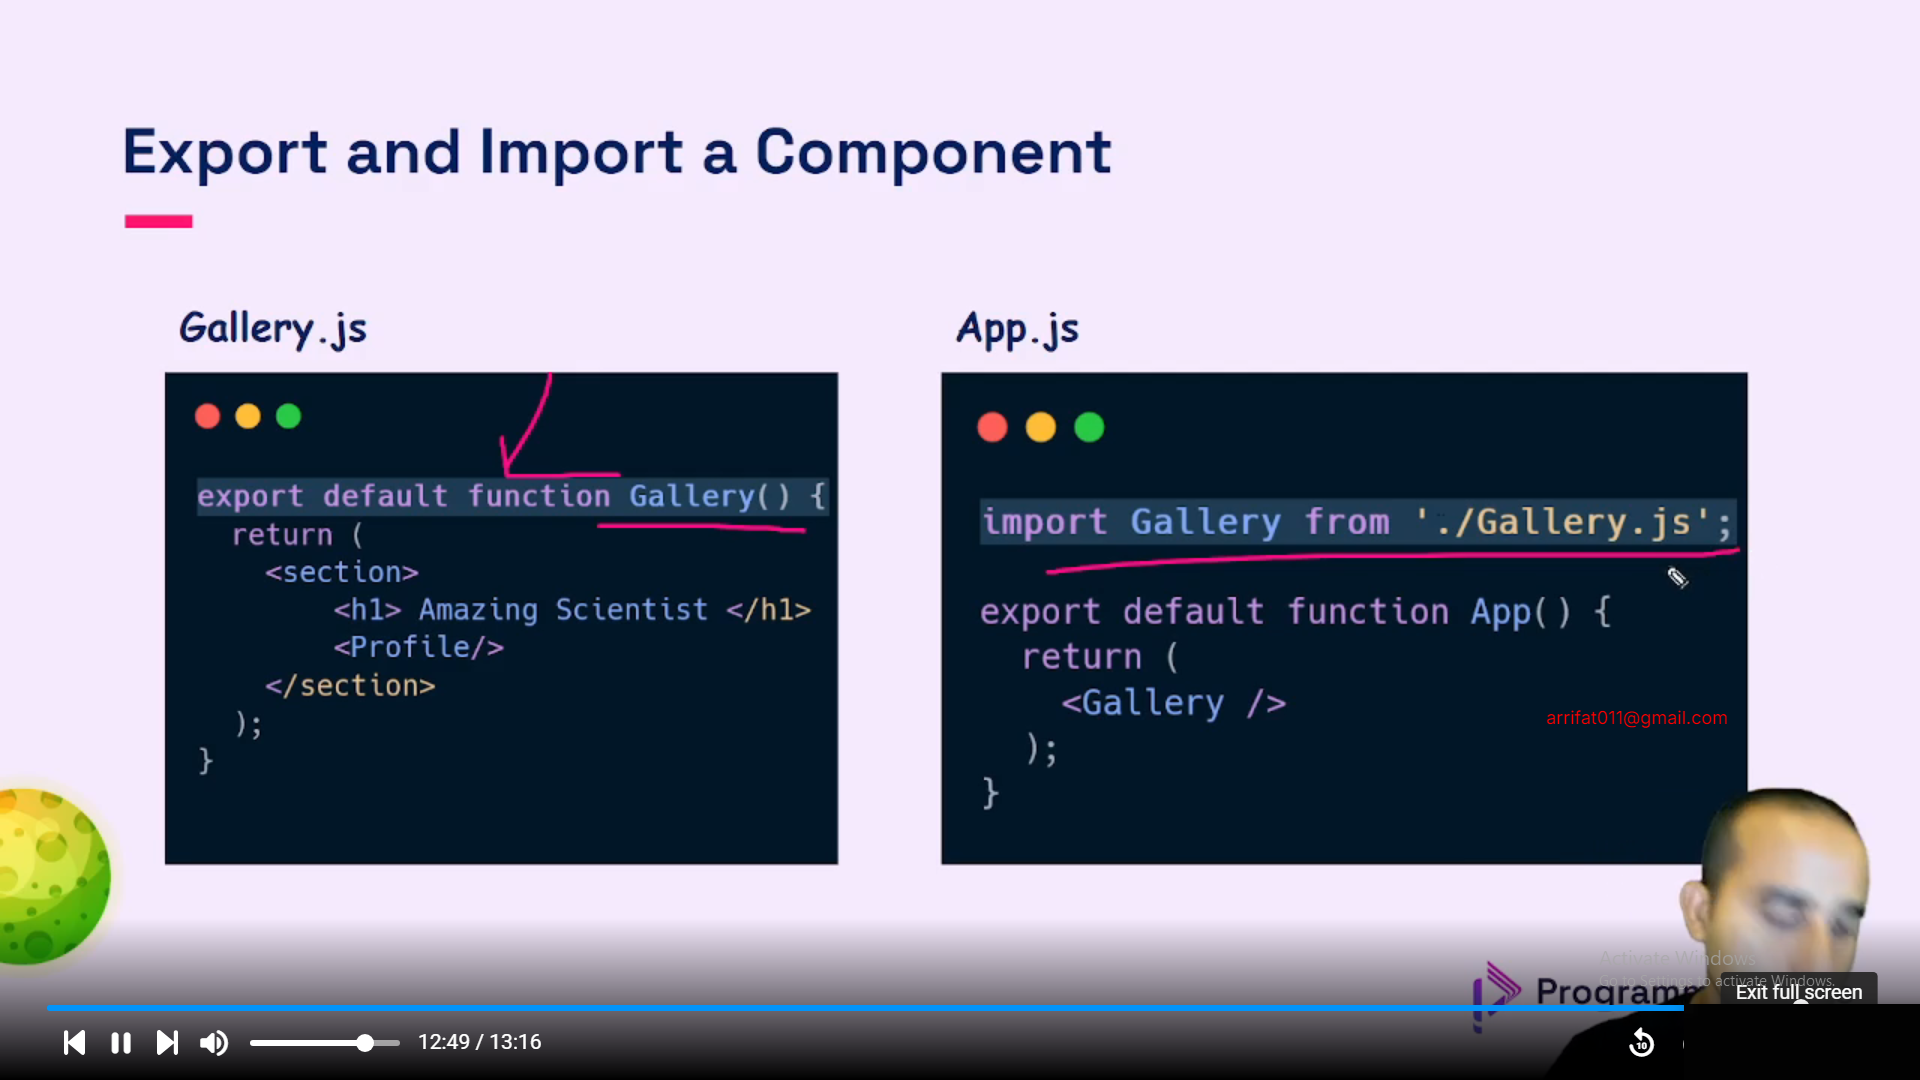 Export and Import a Component
Gallery.js
export default function Gallery() {
return (
<section>
<h1> Amazing Scientist </h1>
<Profile/>
</section>
);
}
App.js
import Gallery from './Gallery.js';
export default function App() {
return (
<Gallery />
);
}
arrifat011@gmail.com
Activate Windows
Go to Settings to activate Windows.
Exit full screen
12:49 / 13:16
10